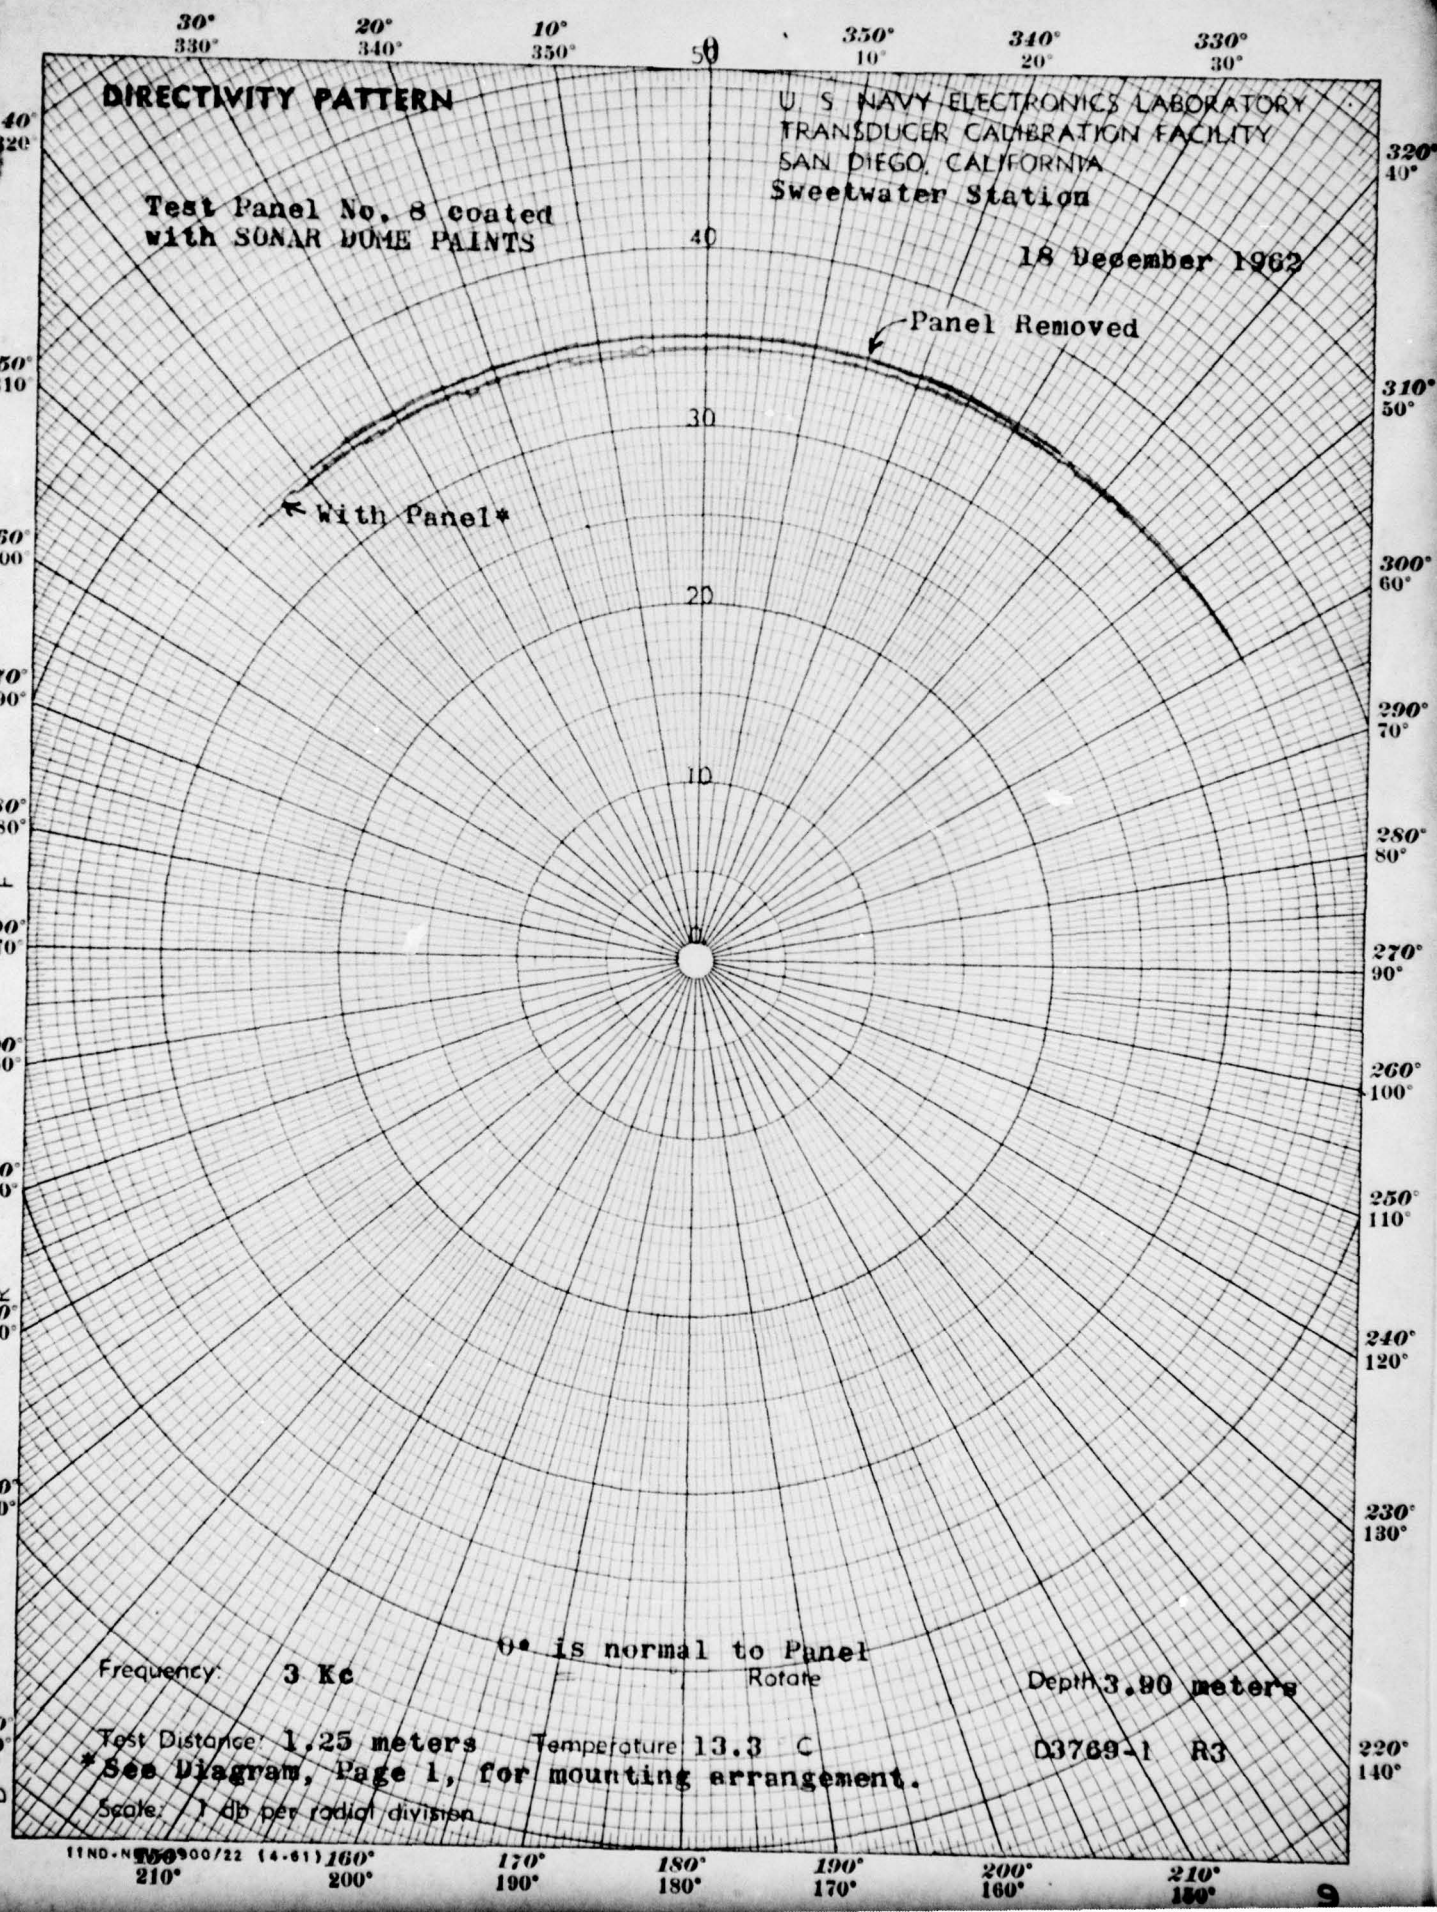 30° 20° 10° 0 350° 340° 330°
330° 340° 350° 50 10° 20° 30°
DIRECTIVITY PATTERN
U. S. NAVY ELECTRONICS LABORATORY
TRANSDUCER CALIBRATION FACILITY
SAN DIEGO, CALIFORNIA
Sweetwater Station
40° 320°
320° 40°
Test Panel No. 8 coated
with SONAR DOME PAINTS
40
18 December 1962
Panel Removed
310°
50°
30
With Panel*
300°
60°
20
290°
70°
10
280°
80°
0
270°
90°
260°
100°
250°
110°
240°
120°
230°
130°
0° is normal to Panel
Frequency: 3 Kc Rotate Depth 3.90 meters
Test Distance: 1.25 meters Temperature 13.3 C D3769-1 R3
*See Diagram, Page 1, for mounting arrangement.
220°
140°
Scale: 1 db per radial division
160° 170° 180° 190° 200° 210°
210° 200° 190° 180° 170° 160° 150°
9